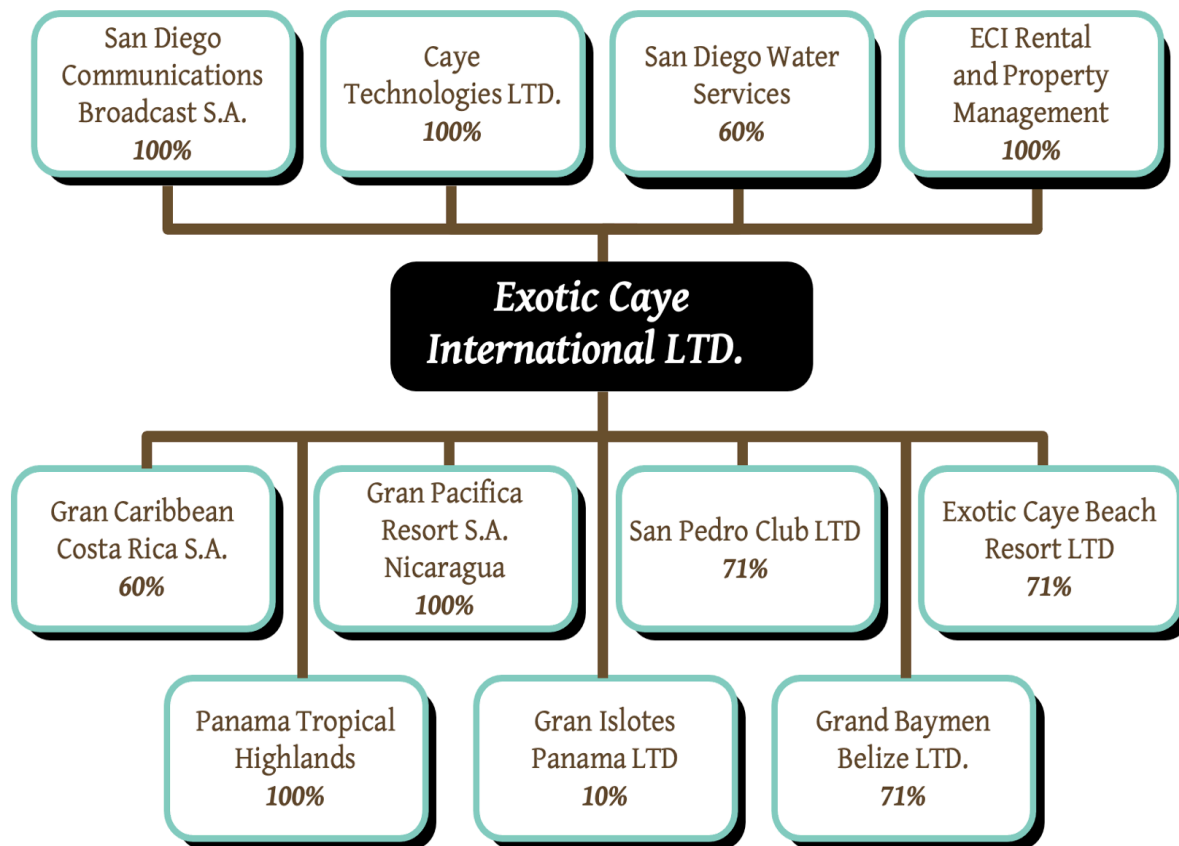 San Diego
Communications
Broadcast S.A.
100%
Caye
Technologies LTD.
100%
San Diego Water
Services
60%
ECI Rental
and Property
Management
100%
Exotic Caye
International LTD.
Gran Caribbean
Costa Rica S.A.
60%
Gran Pacifica
Resort S.A.
Nicaragua
100%
San Pedro Club LTD
71%
Exotic Caye Beach
Resort LTD
71%
Panama Tropical
Highlands
100%
Gran Islotes
Panama LTD
10%
Grand Baymen
Belize LTD.
71%